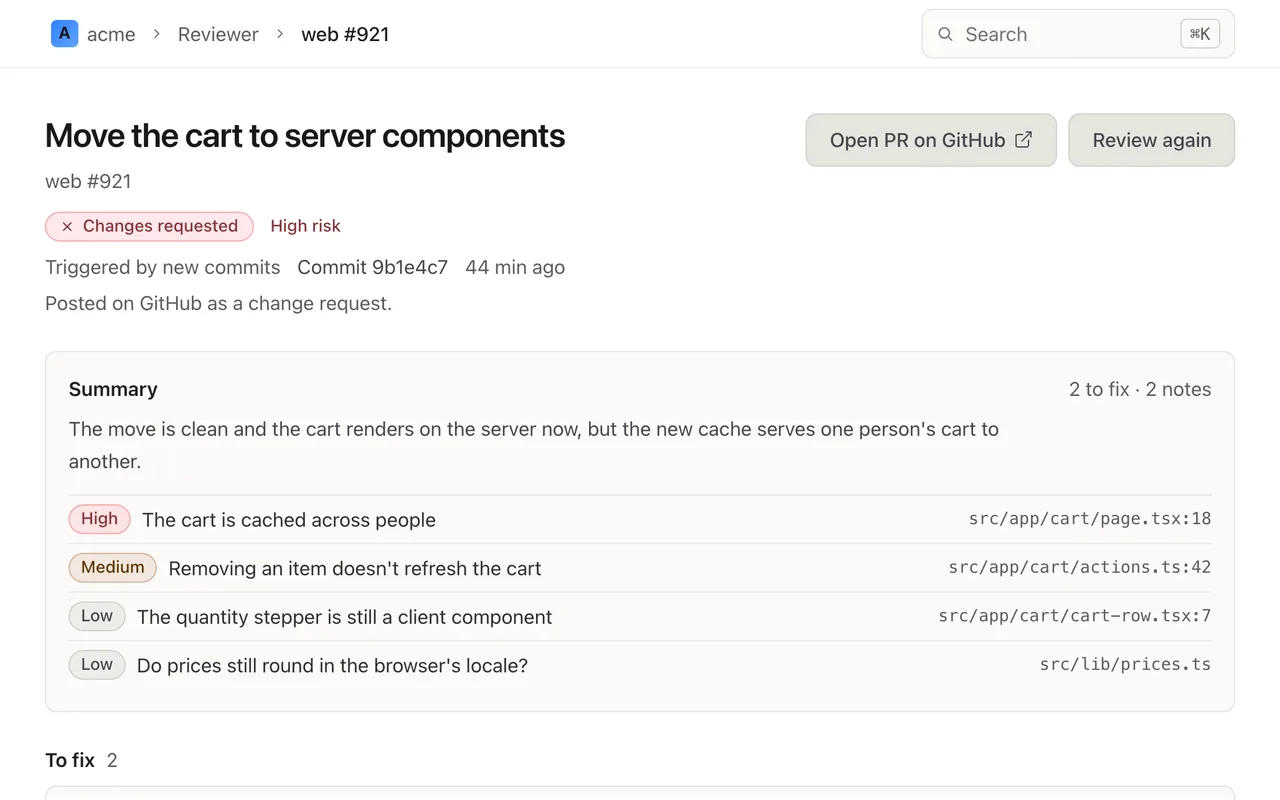 A acme › Reviewer › web #921
Search ⌘K
Move the cart to server components
Open PR on GitHub
Review again
web #921
× Changes requested High risk
Triggered by new commits Commit 9b1e4c7 44 min ago
Posted on GitHub as a change request.
Summary
2 to fix · 2 notes
The move is clean and the cart renders on the server now, but the new cache serves one person's cart to
another.
High The cart is cached across people src/app/cart/page.tsx:18
Medium Removing an item doesn't refresh the cart src/app/cart/actions.ts:42
Low The quantity stepper is still a client component src/app/cart/cart-row.tsx:7
Low Do prices still round in the browser's locale? src/lib/prices.ts
To fix 2